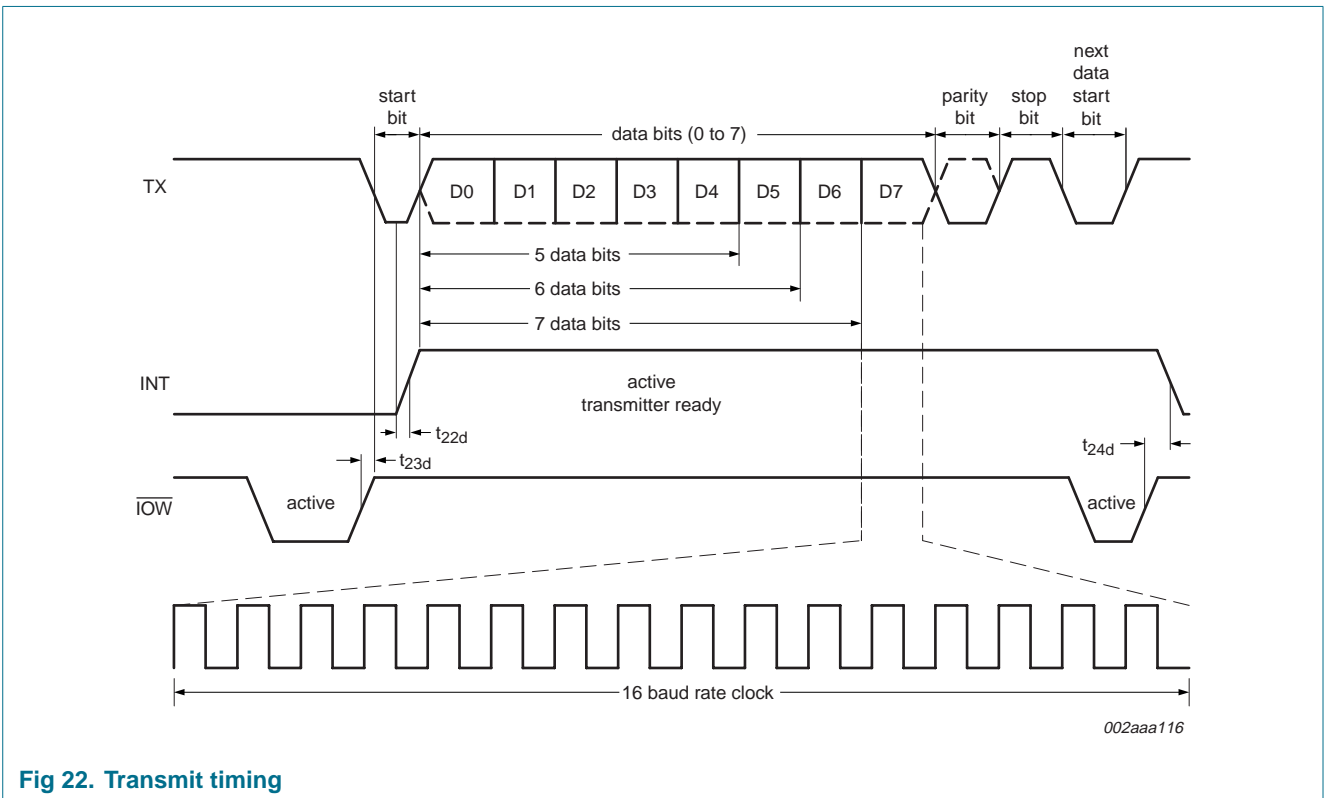 next
data
start
bit
start
bit
parity
bit
stop
bit
data bits (0 to 7)
TX
D0 D1 D2 D3 D4 D5 D6 D7
5 data bits
6 data bits
7 data bits
INT
active
transmitter ready
t22d
t24d
t23d
IOW
active
active
16 baud rate clock
002aaa116
Fig 22. Transmit timing